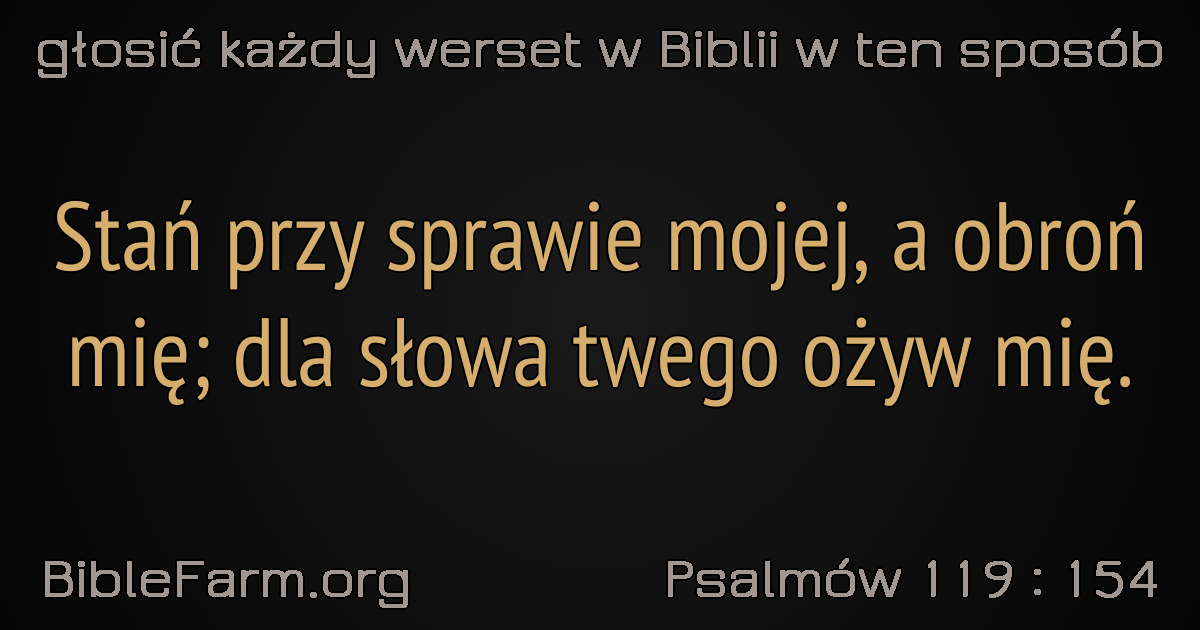 głosić każdy werset w Biblii w ten sposób
Stań przy sprawie mojej, a obroń
mię; dla słowa twego ożyw mię.
BibleFarm.org
Psalmów 119 : 154